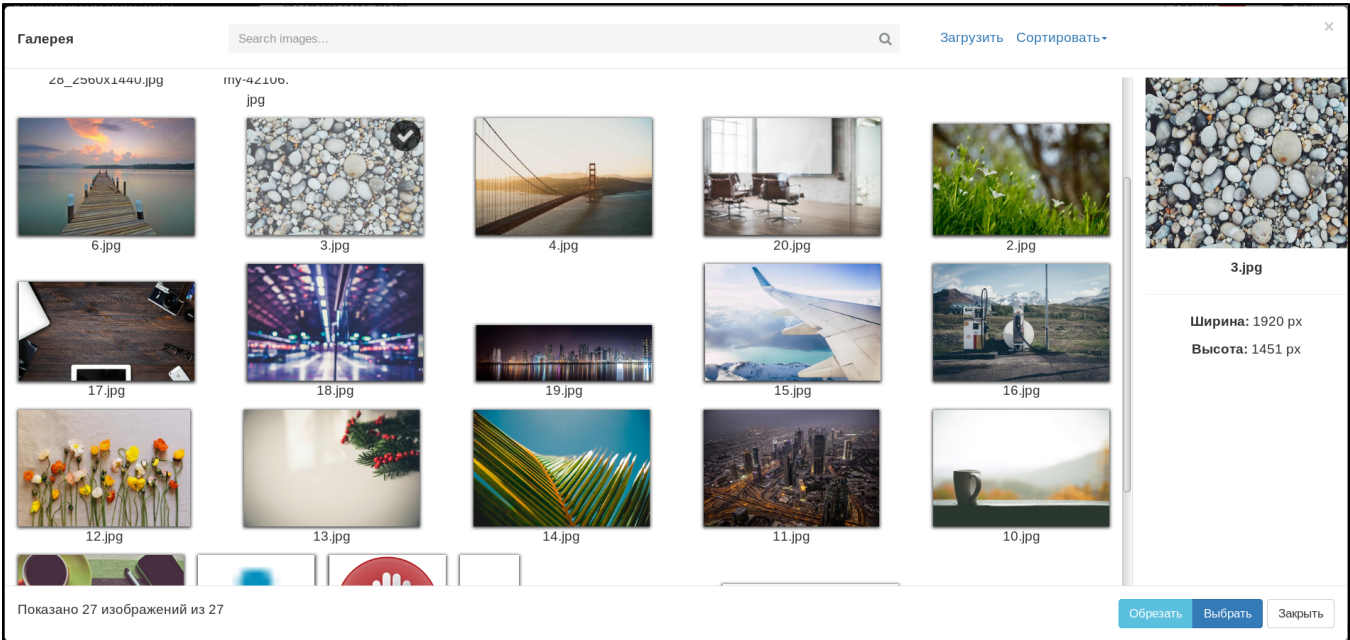 Галерея
Search images...
Загрузить
Сортировать
28_2560x1440.jpg
my-42106.
jpg
6.jpg
3.jpg
4.jpg
20.jpg
2.jpg
3.jpg
Ширина: 1920 px
Высота: 1451 px
17.jpg
18.jpg
19.jpg
15.jpg
16.jpg
12.jpg
13.jpg
14.jpg
11.jpg
10.jpg
Показано 27 изображений из 27
Обрезать
Выбрать
Закрыть